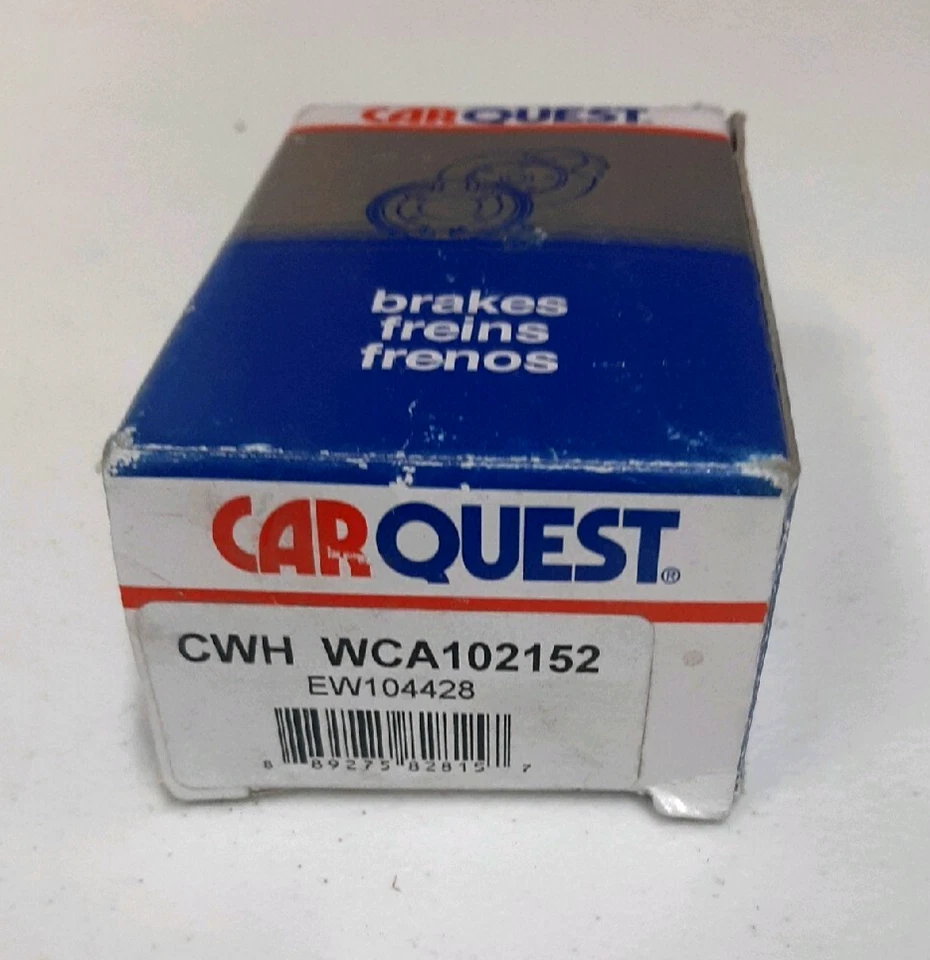 CARQUEST
brakes
freins
frenos
CARQUEST®
CWH WCA102152
EW104428
8 89275 82815 7